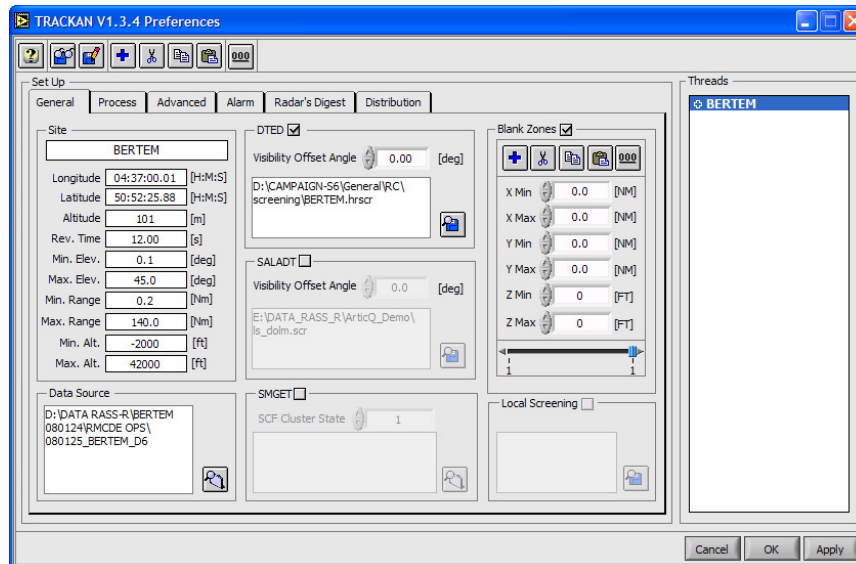 TRACKAN V1.3.4 Preferences
Set Up
General
Process
Advanced
Alarm
Radar's Digest
Distribution
Site
BERTEM
Longitude 04:37:00.01 [H:M:S]
Latitude 50:52:25.88 [H:M:S]
Altitude 101 [m]
Rev. Time 12.00 [s]
Min. Elev. 0.1 [deg]
Max. Elev. 45.0 [deg]
Min. Range 0.2 [Nm]
Max. Range 140.0 [Nm]
Min. Alt. -2000 [ft]
Max. Alt. 42000 [ft]
Data Source
D:\DATA RASS-R\BERTEM
080124\RMCDE OPS\
080125_BERTEM_D6
DTED
Visibility Offset Angle 0.00 [deg]
D:\CAMPAIGN-S6\General\RC\
screening\BERTEM.hrscr
SALADT
Visibility Offset Angle 0.0 [deg]
E:\DATA_RASS_R\ArticQ_Demo\
ls_dolm.scr
SMGET
SCF Cluster State 1
Blank Zones
000
X Min 0.0 [NM]
X Max 0.0 [NM]
Y Min 0.0 [NM]
Y Max 0.0 [NM]
Z Min 0 [FT]
Z Max 0 [FT]
1 1
Local Screening
Threads
BERTEM
000
Cancel
OK
Apply